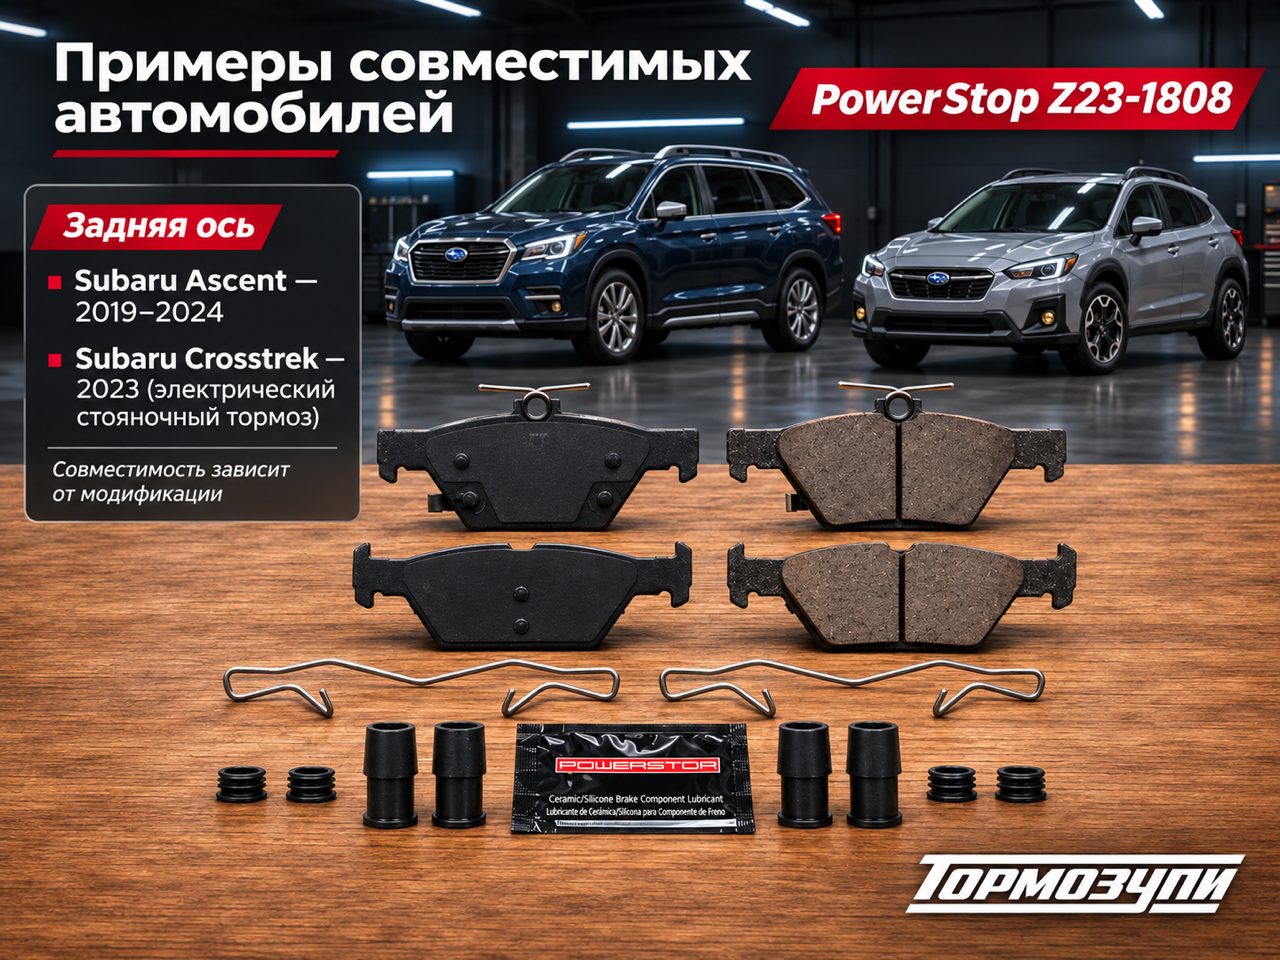 Примеры совместимых
автомобилей
PowerStop Z23-1808
Задняя ось
Subaru Ascent —
2019–2024
Subaru Crosstrek —
2023 (электрический
стояночный тормоз)
Совместимость зависит
от модификации
POWERSTOP
Ceramic/Silicone Brake Component Lubricant
Lubricante de Cerámica/Silicona para Componente de Freno
ТОРМОЗУПИ